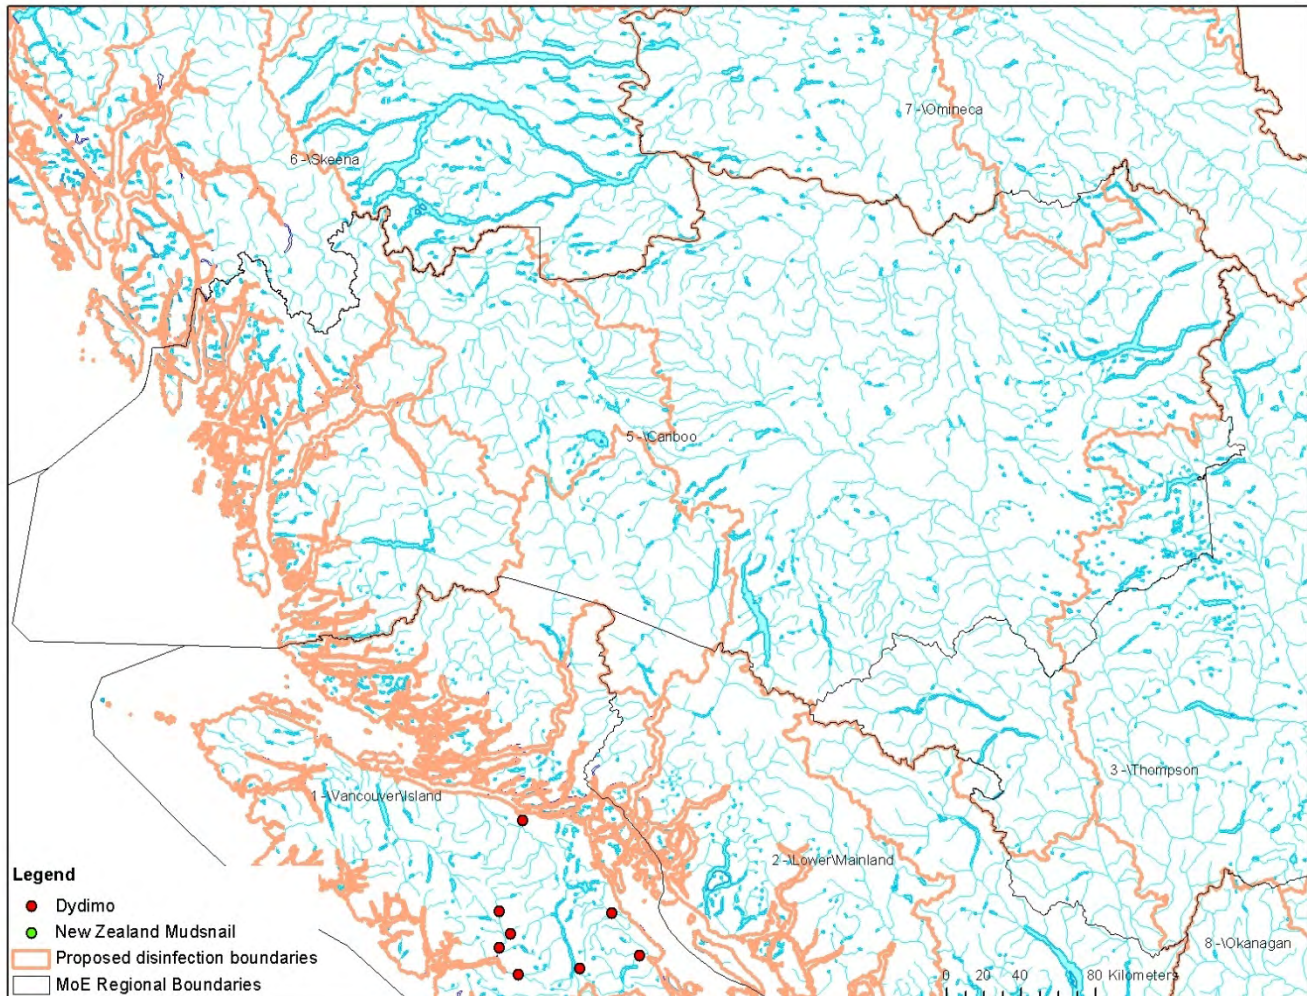 7-\Omineca
6-\Skeena
5-\Cariboo
3-\Thompson
1-\Vancouver\Island
2-\Lower\Mainland
8-\Okanagan
Legend
Dydimo
New Zealand Mudsnail
Proposed disinfection boundaries
MoE Regional Boundaries
0 20 40 80 Kilometers